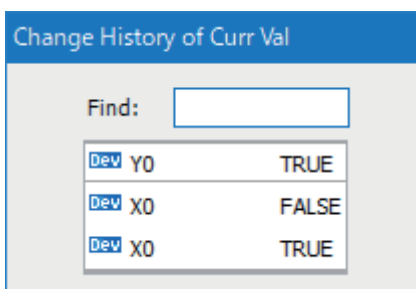 Change History of Curr Val
Find:
Dev Y0 TRUE
Dev X0 FALSE
Dev X0 TRUE